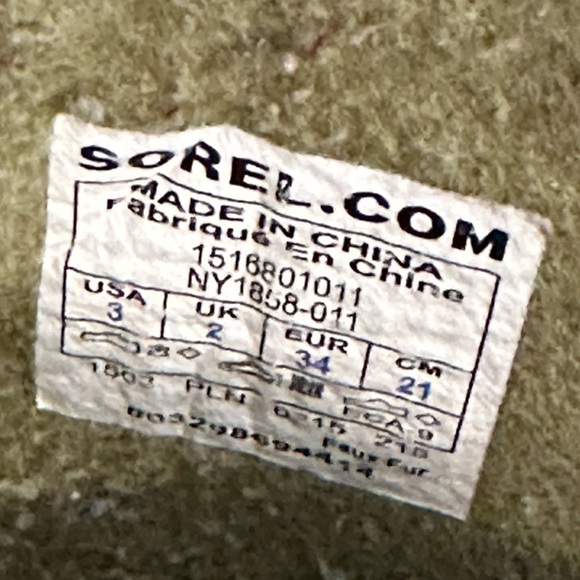 SOREL.COM
MADE IN CHINA
Fabriqué En Chine
1516801011
NY1858-011
USA UK EUR CM
3 2 34 21
PLN
Faux Fur